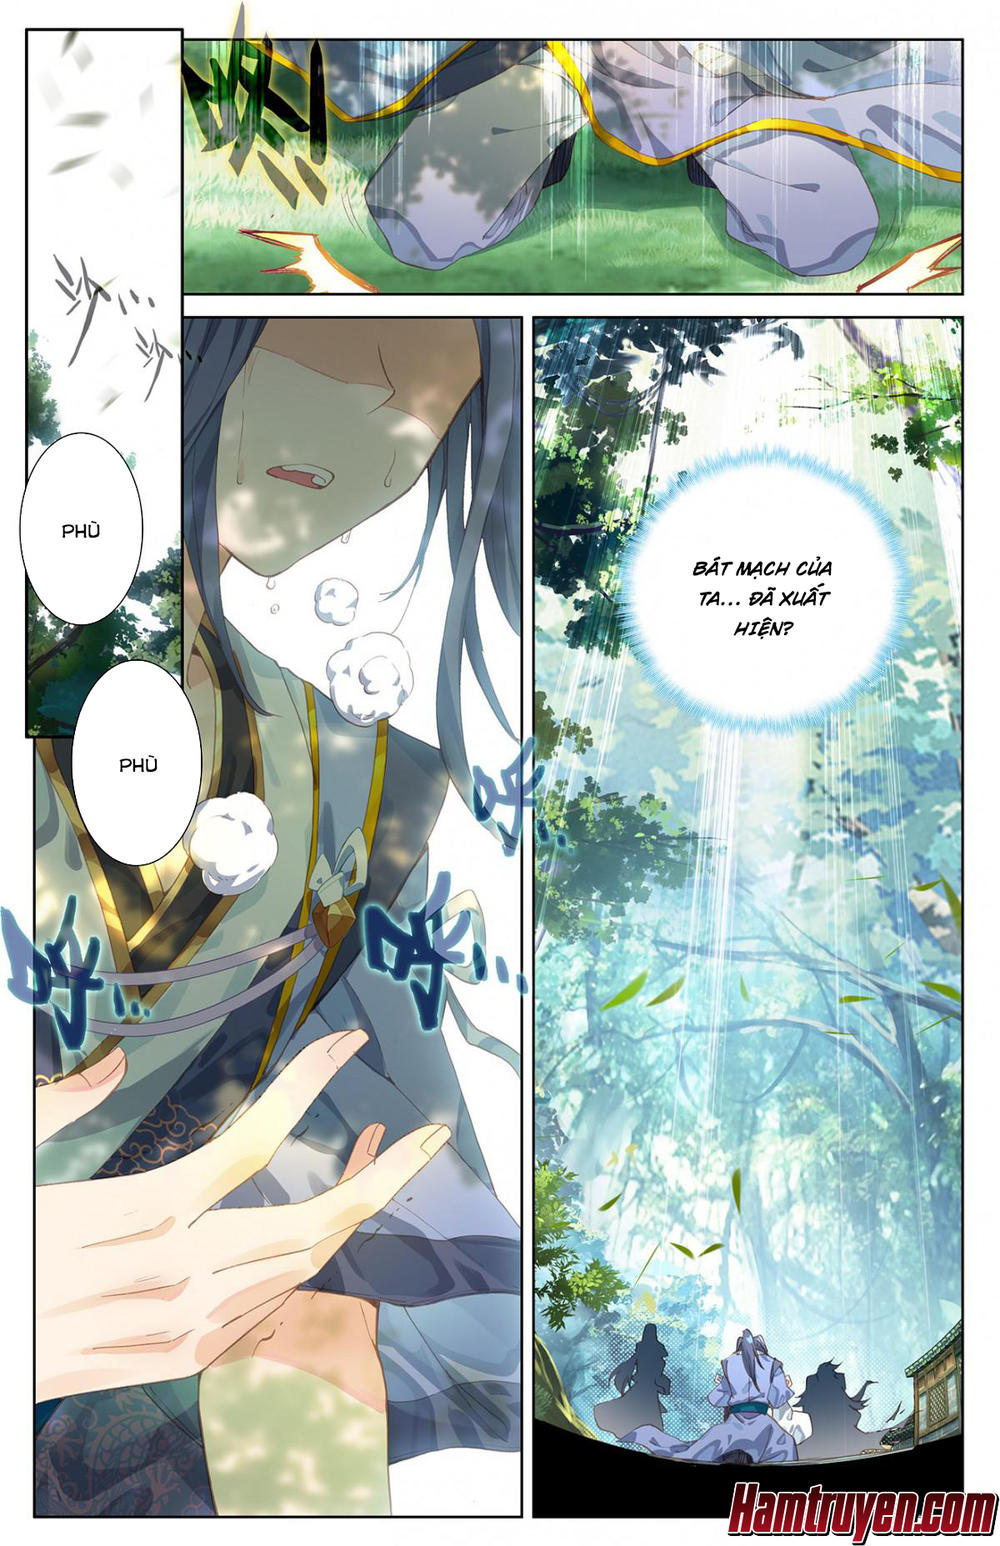 沙…
沙…
PHÙ
PHÙ
BÁT MẠCH CỦA
TA... ĐÃ XUẤT
HIỆN?
呼…
呼…
呼…
Hamtruyen.com